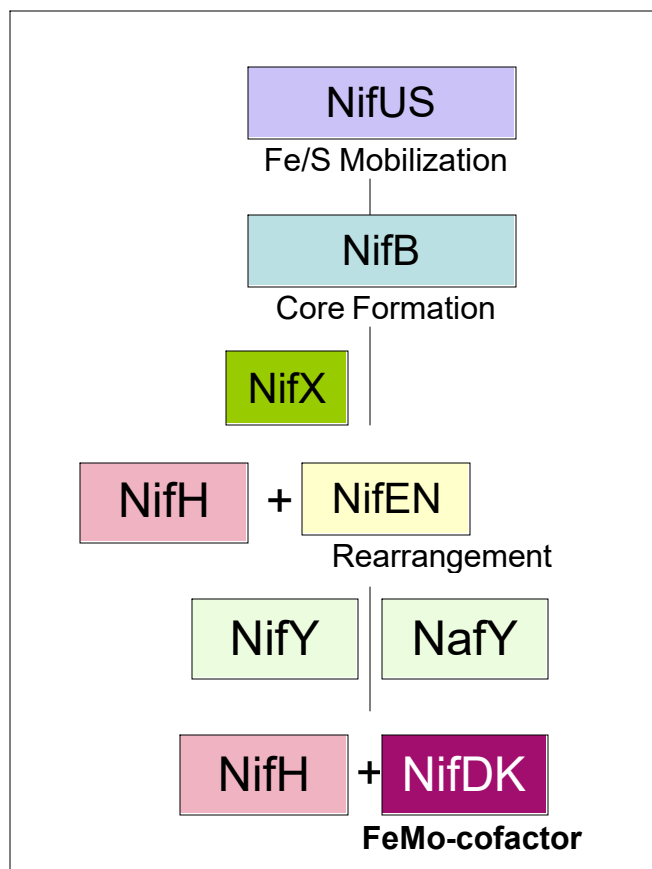 NifUS
Fe/S Mobilization
NifB
Core Formation
NifX
NifH + NifEN
Rearrangement
NifY NafY
NifH + NifDK
FeMo-cofactor